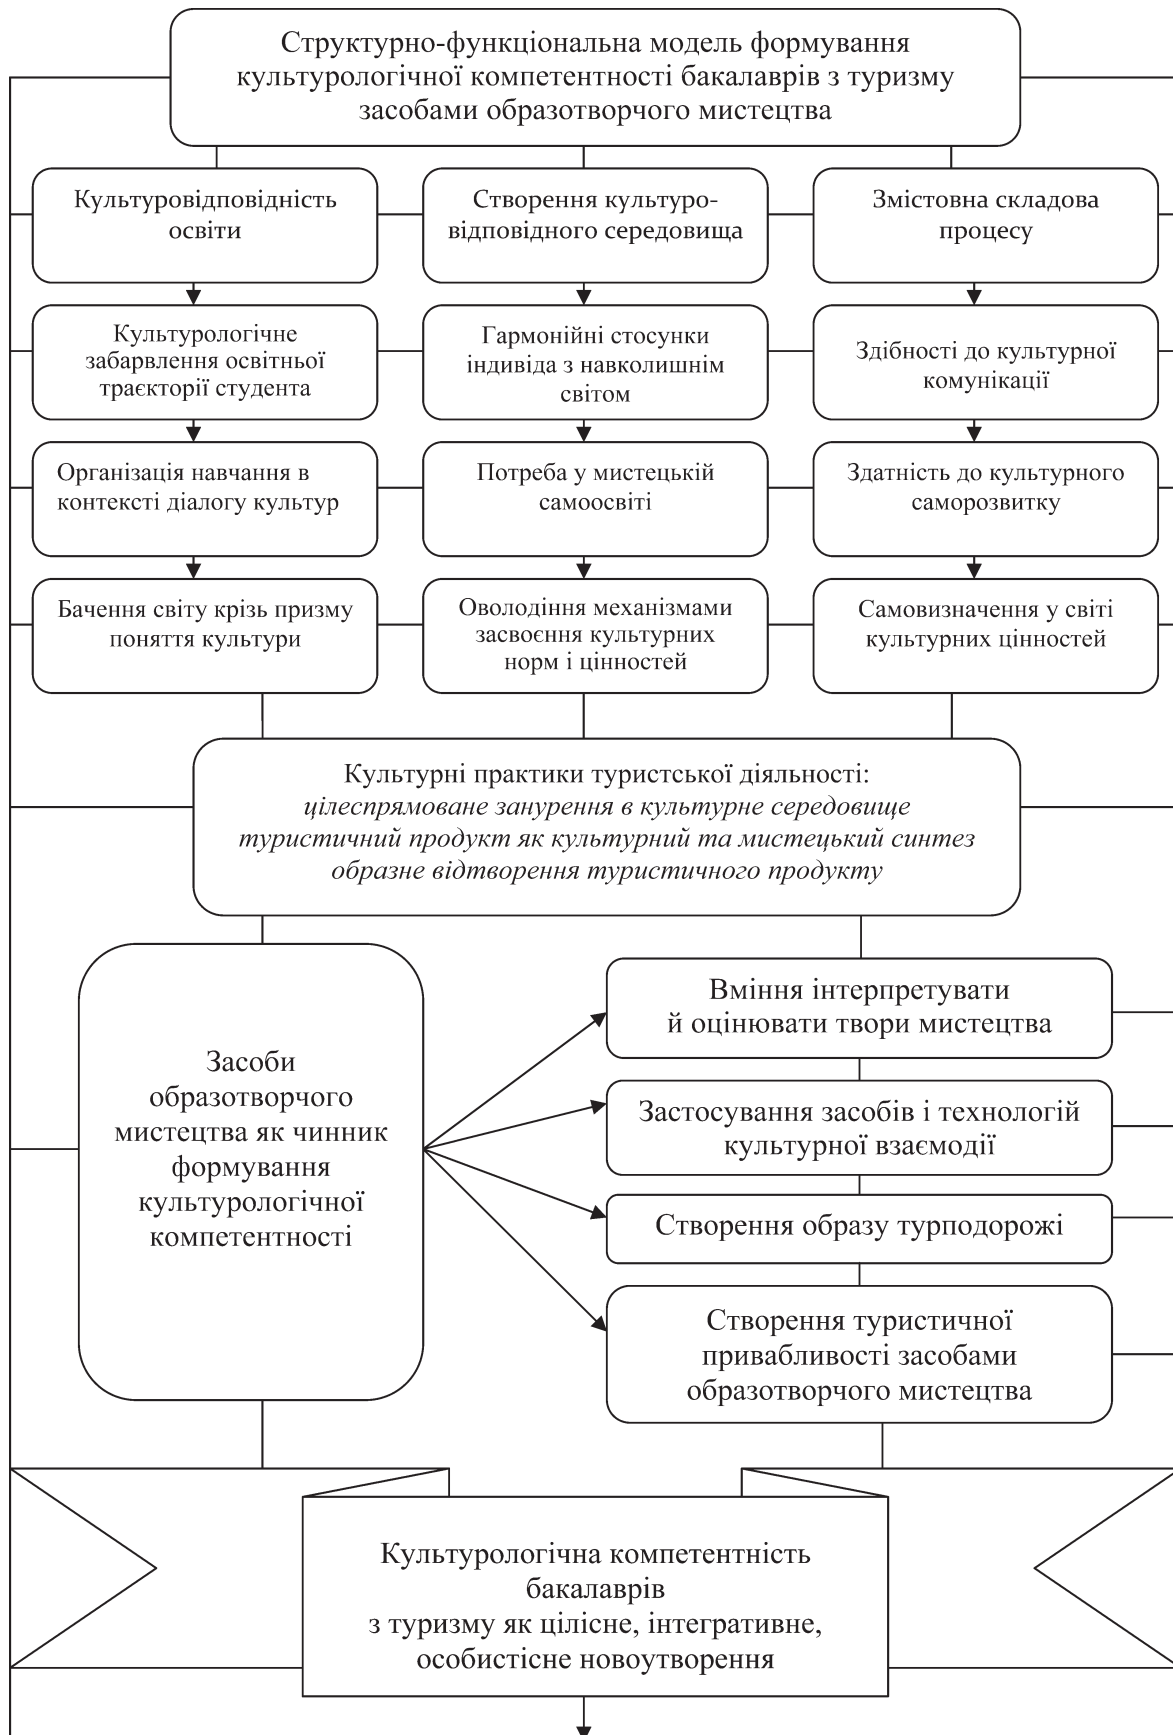 Структурно-функціональна модель формування
культурологічної компетентності бакалаврів з туризму
засобами образотворчого мистецтва
Культуровідповідність
освіти
Створення культуро-
відповідного середовища
Змістовна складова
процесу
Культурологічне
забарвлення освітньої
траєкторії студента
Гармонійні стосунки
індивіда з навколишнім
світом
Здібності до культурної
комунікації
Організація навчання в
контексті діалогу культур
Потреба у мистецькій
самоосвіті
Здатність до культурного
саморозвитку
Бачення світу крізь призму
поняття культури
Оволодіння механізмами
засвоєння культурних
норм і цінностей
Самовизначення у світі
культурних цінностей
Культурні практики туристської діяльності:
цілеспрямоване занурення в культурне середовище
туристичний продукт як культурний та мистецький синтез
образне відтворення туристичного продукту
Засоби
образотворчого
мистецтва як чинник
формування
культурологічної
компетентності
Вміння інтерпретувати
й оцінювати твори мистецтва
Застосування засобів і технологій
культурної взаємодії
Створення образу турподорожі
Створення туристичної
привабливості засобами
образотворчого мистецтва
Культурологічна компетентність
бакалаврів
з туризму як цілісне, інтегративне,
особистісне новоутворення